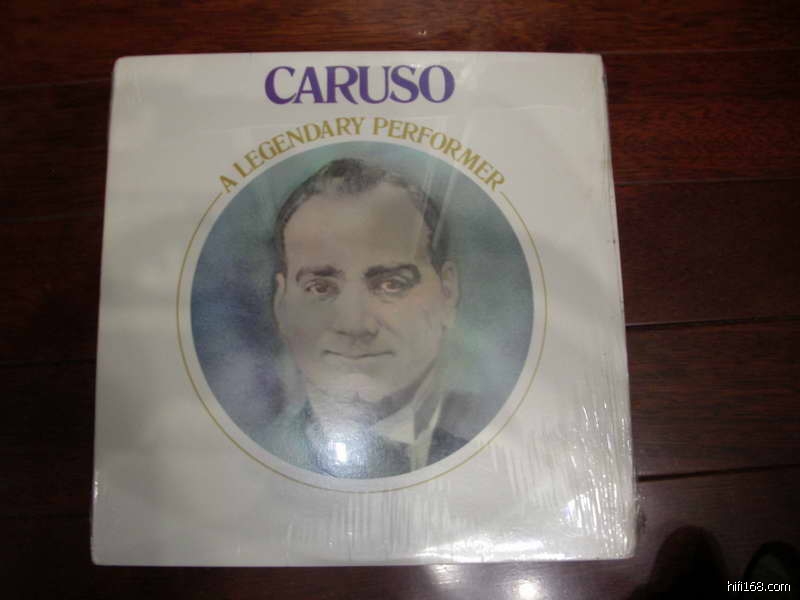 CARUSO
A LEGENDARY PERFORMER
hifi168.com